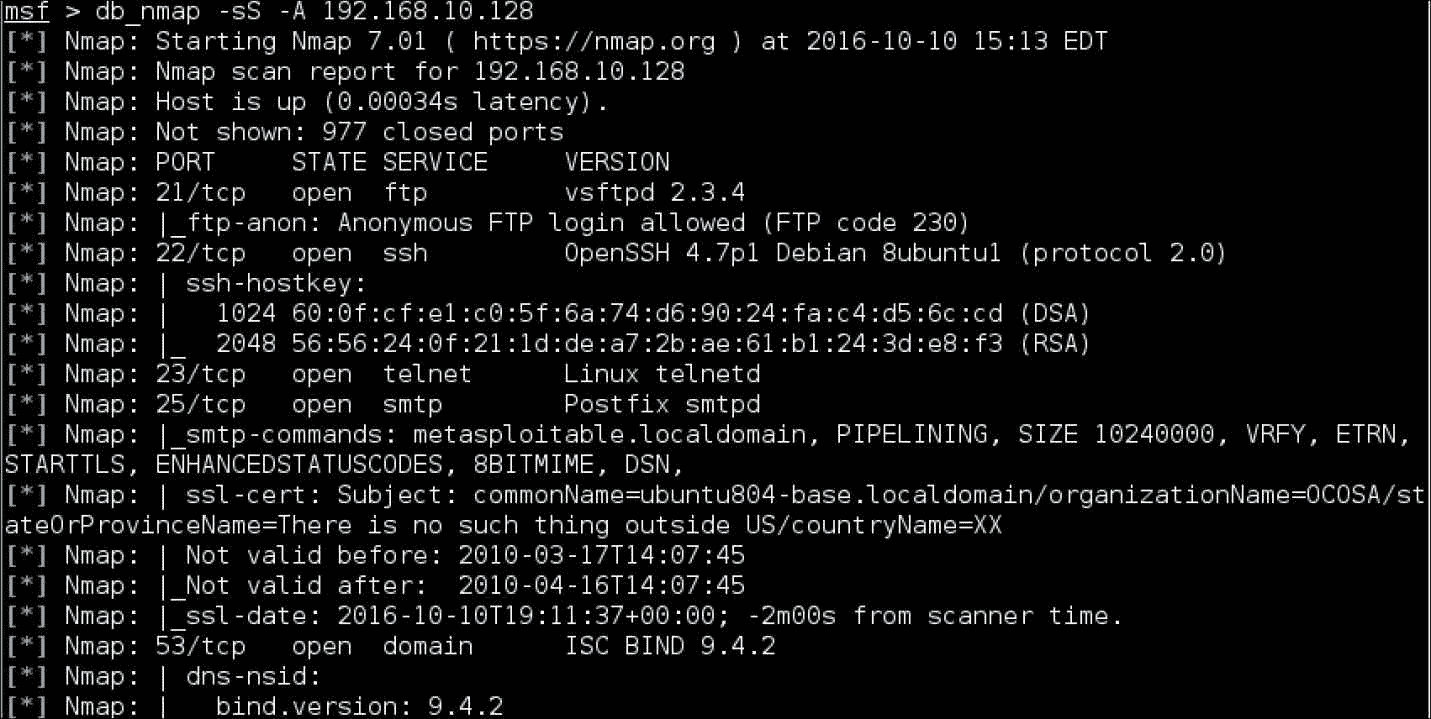 msf > db_nmap -sS -A 192.168.10.128
[*] Nmap: Starting Nmap 7.01 ( https://nmap.org ) at 2016-10-10 15:13 EDT
[*] Nmap: Nmap scan report for 192.168.10.128
[*] Nmap: Host is up (0.00034s latency).
[*] Nmap: Not shown: 977 closed ports
[*] Nmap: PORT     STATE SERVICE     VERSION
[*] Nmap: 21/tcp   open  ftp         vsftpd 2.3.4
[*] Nmap: |_ftp-anon: Anonymous FTP login allowed (FTP code 230)
[*] Nmap: 22/tcp   open  ssh         OpenSSH 4.7p1 Debian 8ubuntu1 (protocol 2.0)
[*] Nmap: | ssh-hostkey:
[*] Nmap: |   1024 60:0f:cf:e1:c0:5f:6a:74:d6:90:24:fa:c4:d5:6c:cd (DSA)
[*] Nmap: |_  2048 56:56:24:0f:21:1d:de:a7:2b:ae:61:b1:24:3d:e8:f3 (RSA)
[*] Nmap: 23/tcp   open  telnet      Linux telnetd
[*] Nmap: 25/tcp   open  smtp        Postfix smtpd
[*] Nmap: |_smtp-commands: metasploitable.localdomain, PIPELINING, SIZE 10240000, VRFY, ETRN,
STARTTLS, ENHANCEDSTATUSCODES, 8BITMIME, DSN,
[*] Nmap: | ssl-cert: Subject: commonName=ubuntu804-base.localdomain/organizationName=OCOSA/st
ateOrProvinceName=There is no such thing outside US/countryName=XX
[*] Nmap: | Not valid before: 2010-03-17T14:07:45
[*] Nmap: |_Not valid after:  2010-04-16T14:07:45
[*] Nmap: |_ssl-date: 2016-10-10T19:11:37+00:00; -2m00s from scanner time.
[*] Nmap: 53/tcp   open  domain      ISC BIND 9.4.2
[*] Nmap: | dns-nsid:
[*] Nmap: |   bind.version: 9.4.2